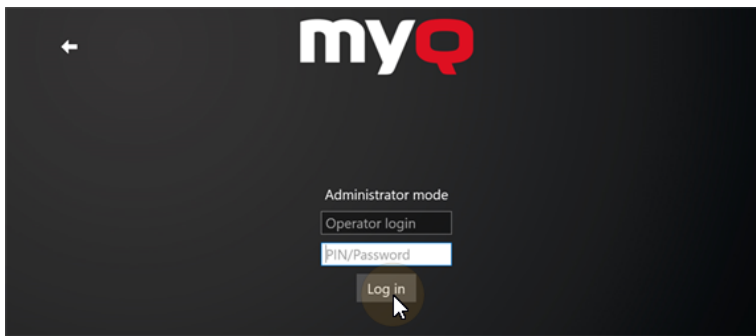 myQ
Administrator mode
Operator login
PIN/Password
Log in